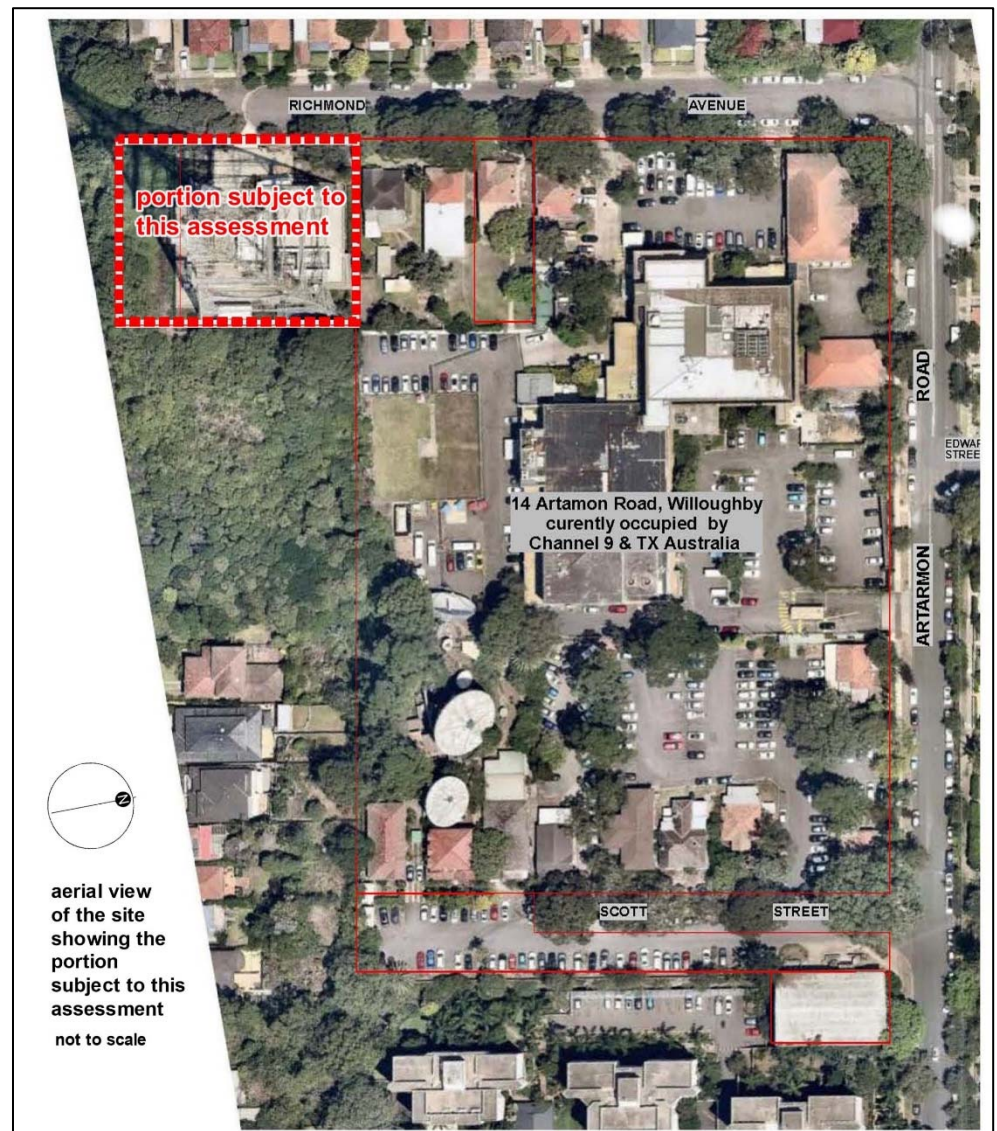 RICHMOND AVENUE
portion subject to
this assessment
ROAD
EDWAR
STREE
14 Artamon Road, Willoughby
curently occupied by
Channel 9 & TX Australia
ARTARMON
N
aerial view
of the site
showing the
portion
subject to this
assessment
not to scale
SCOTT STREET